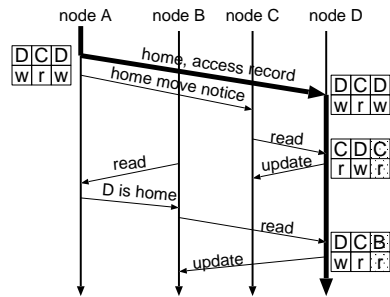 node A node B node C node D
D C D
w r w
home, access record
home move notice
D C D
w r w
read
C D C
r w r
update
read
D is home
read
D C B
w r r
update